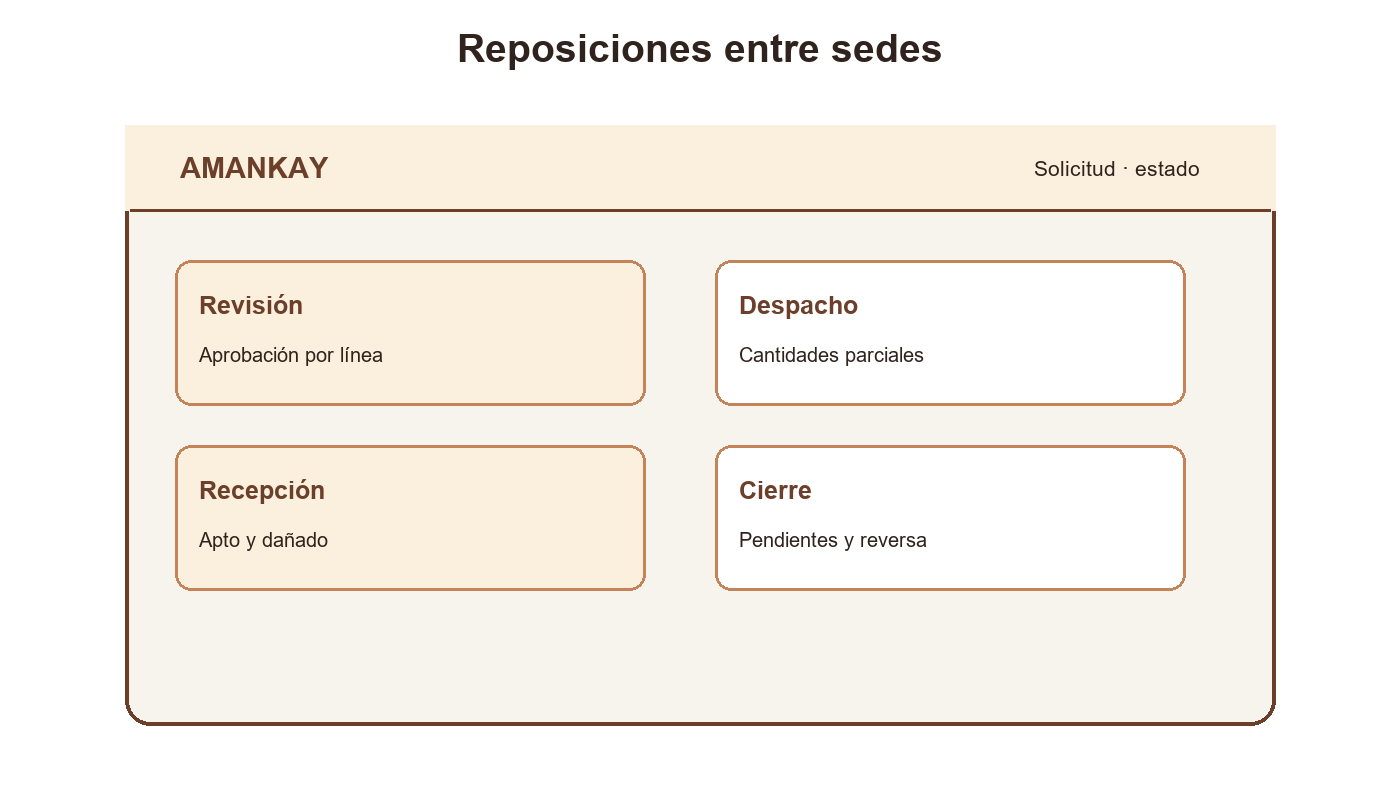 Reposiciones entre sedes
AMANKAY
Solicitud · estado
Revisión
Aprobación por línea
Despacho
Cantidades parciales
Recepción
Apto y dañado
Cierre
Pendientes y reversa